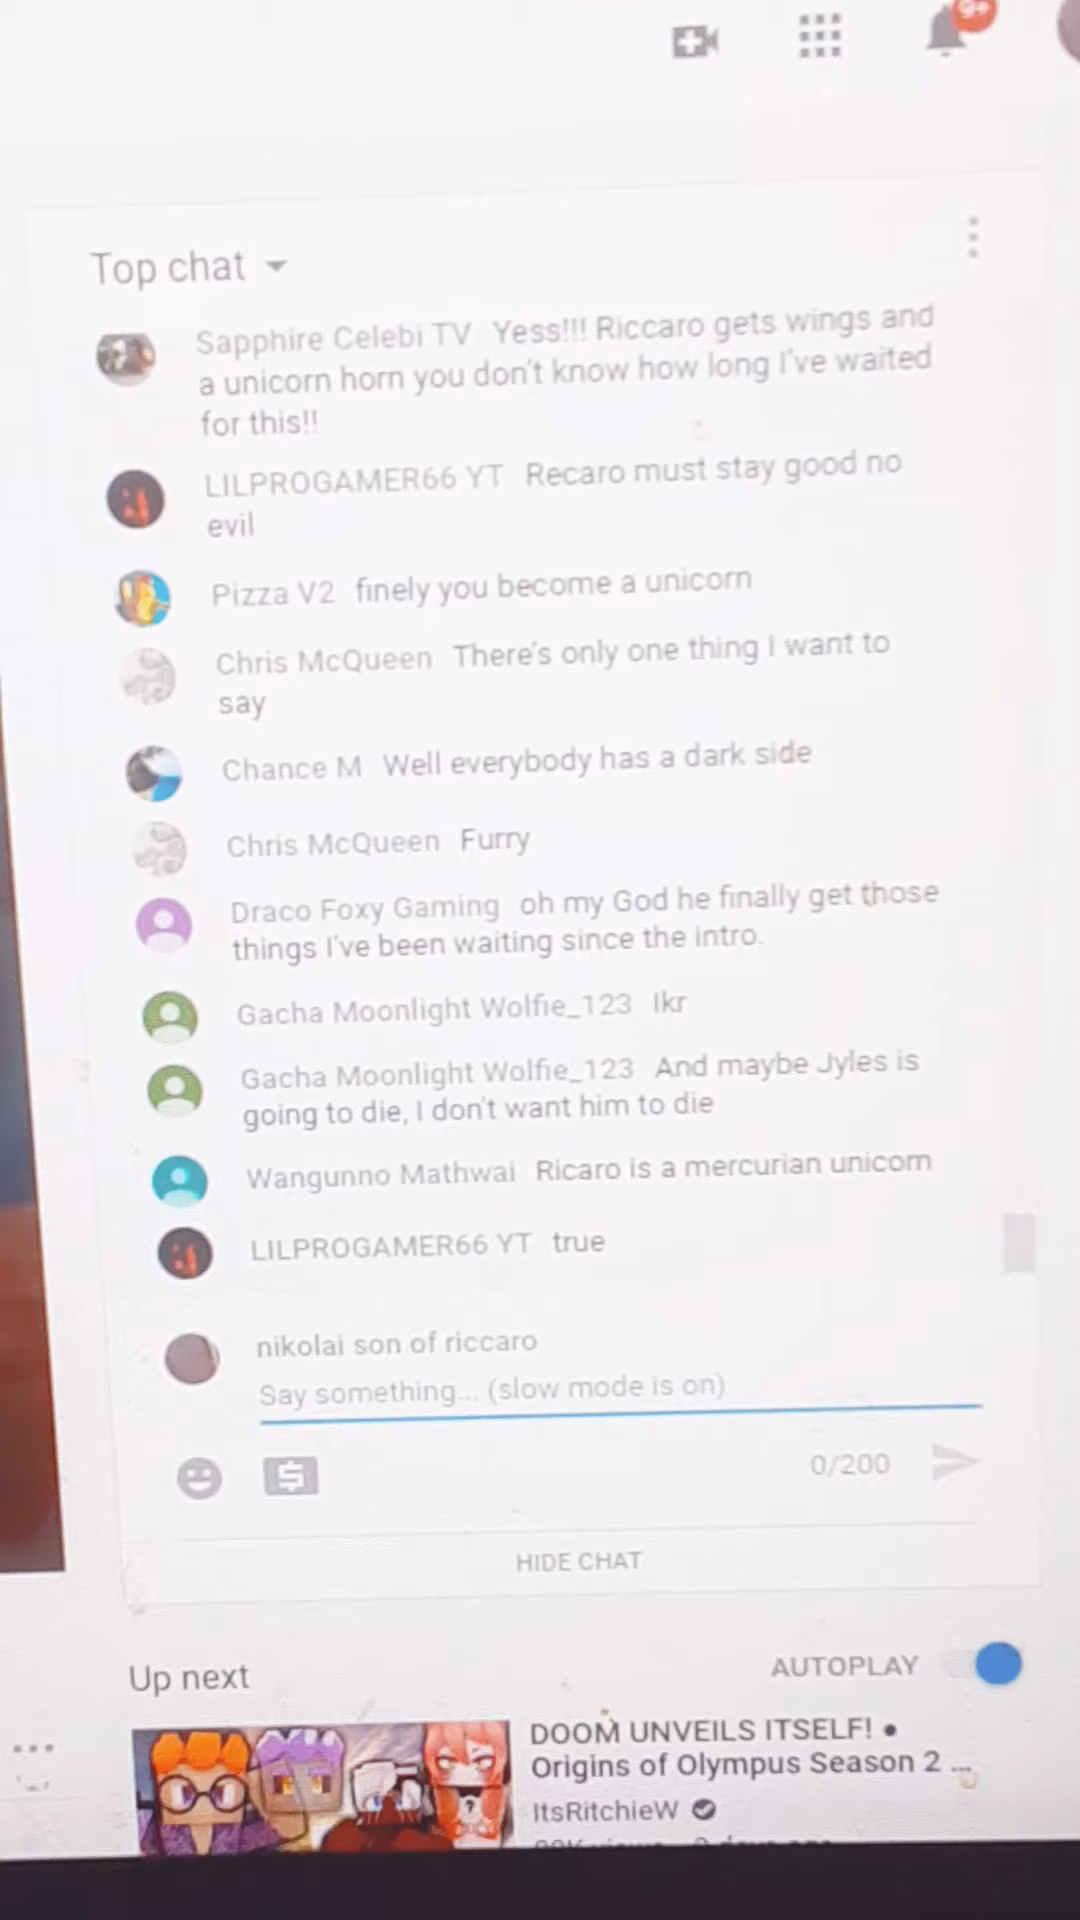 9+
Top chat
Sapphire Celebi TV Yess!!! Riccaro gets wings and
a unicorn horn you don't know how long I've waited
for this!!
LILPROGAMER66 YT Recaro must stay good no
evil
Pizza V2 finely you become a unicorn
Chris McQueen There's only one thing I want to
say
Chance M Well everybody has a dark side
Chris McQueen Furry
Draco Foxy Gaming oh my God he finally get those
things I've been waiting since the intro.
Gacha Moonlight Wolfie_123 Ikr
Gacha Moonlight Wolfie_123 And maybe Jyles is
going to die, I don't want him to die
Wangunno Mathwai Ricaro is a mercurian unicorn
LILPROGAMER66 YT true
nikolai son of riccaro
Say something... (slow mode is on)
0/200
HIDE CHAT
Up next
AUTOPLAY
DOOM UNVEILS ITSELF! •
Origins of Olympus Season 2 ...
ItsRitchieW